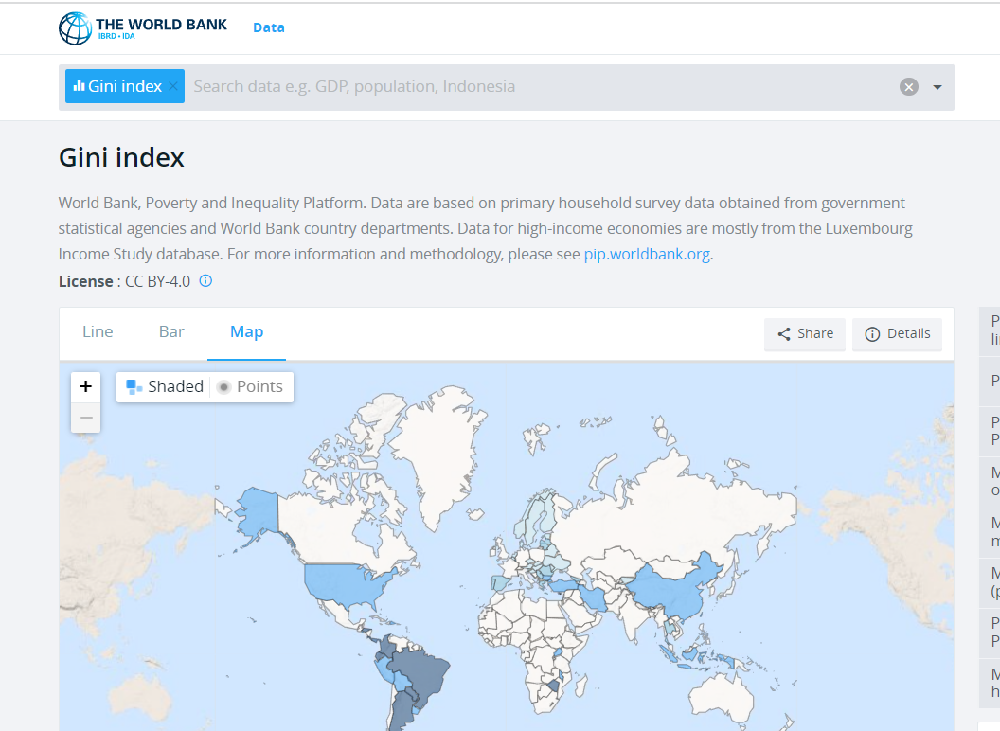 THE WORLD BANK
IBRD • IDA
Data
Gini index
Search data e.g. GDP, population, Indonesia
Gini index
World Bank, Poverty and Inequality Platform. Data are based on primary household survey data obtained from government
statistical agencies and World Bank country departments. Data for high-income economies are mostly from the Luxembourg
Income Study database. For more information and methodology, please see pip.worldbank.org.
License : CC BY-4.0
Line
Bar
Map
Share
Details
+
−
Shaded
Points